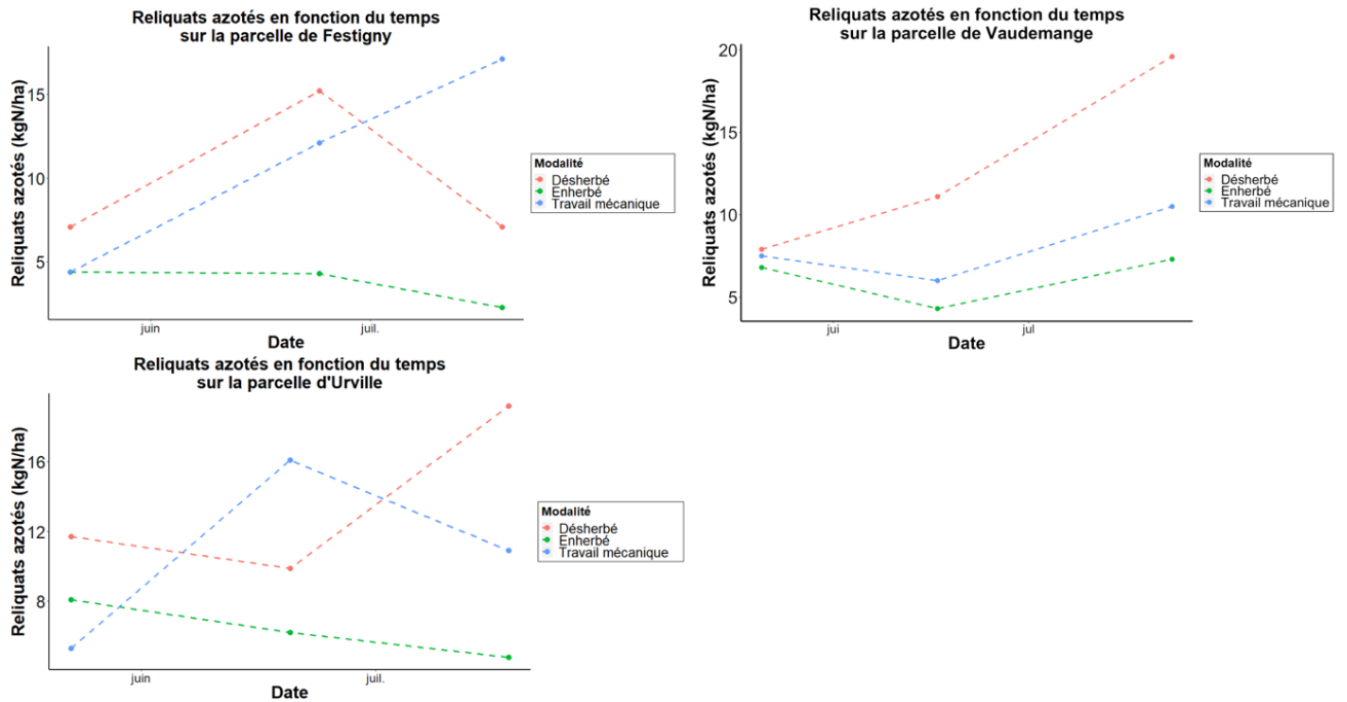 Reliquats azotés en fonction du temps
sur la parcelle de Festigny
Reliquats azotés (kgN/ha)
15
10
5
juin
juil.
Date
Modalité
Désherbé
Enherbé
Travail mécanique
Reliquats azotés en fonction du temps
sur la parcelle de Vaudemange
Reliquats azotés (kgN/ha)
20
15
10
5
jui
jul
Date
Modalité
Désherbé
Enherbé
Travail mécanique
Reliquats azotés en fonction du temps
sur la parcelle d'Urville
Reliquats azotés (kgN/ha)
16
12
8
juin
juil.
Date
Modalité
Désherbé
Enherbé
Travail mécanique